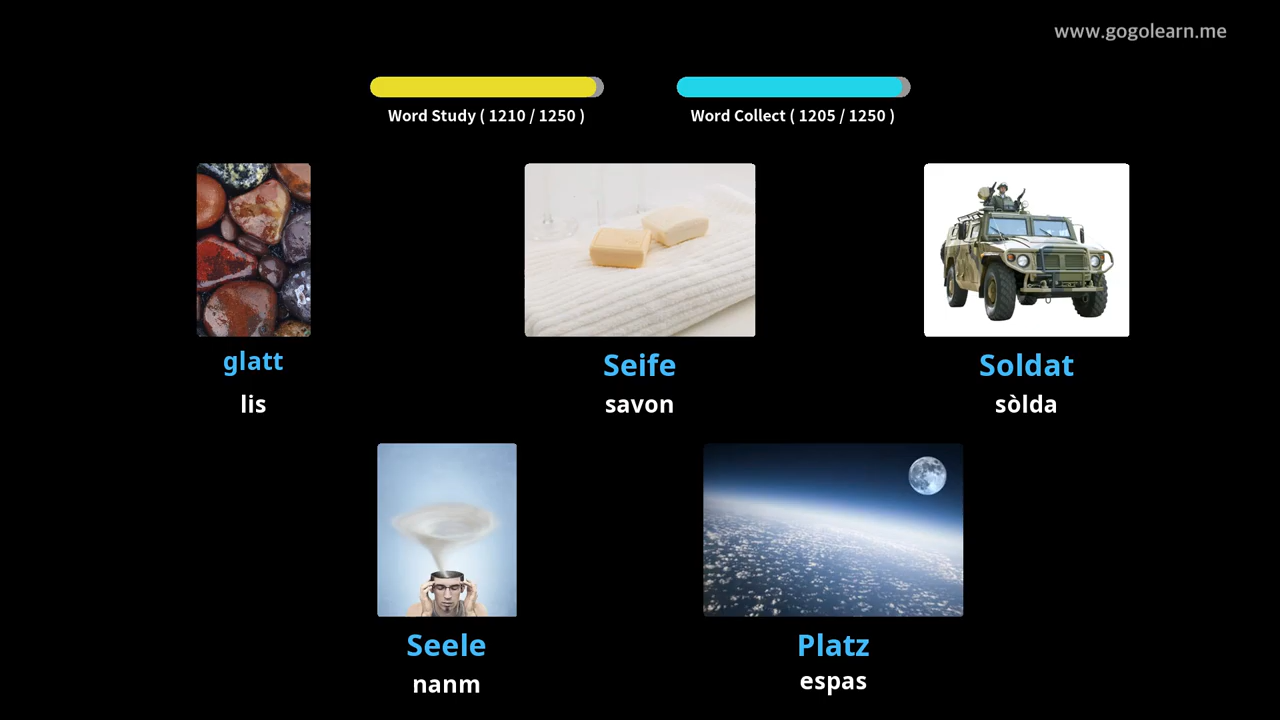 www.gogolearn.me
Word Study ( 1210 / 1250 )
Word Collect ( 1205 / 1250 )
glatt
lis
Seife
savon
Soldat
sòlda
Seele
nanm
Platz
espas